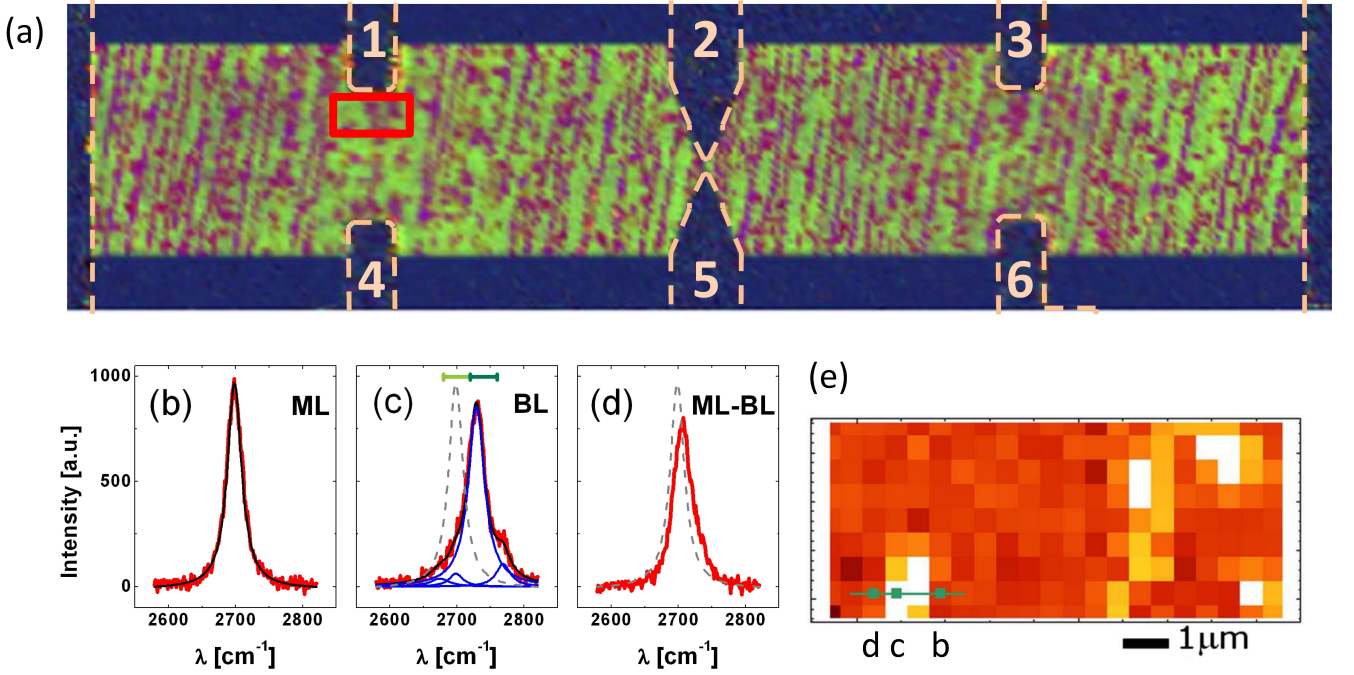 (a)
1 2 3
4 5 6
(b) ML
(c) BL
(d) ML-BL
(e)
Intensity [a.u.]
1000
500
0
2600 2700 2800
2600 2700 2800
2600 2700 2800
λ [cm⁻¹]
λ [cm⁻¹]
λ [cm⁻¹]
d c b
1μm